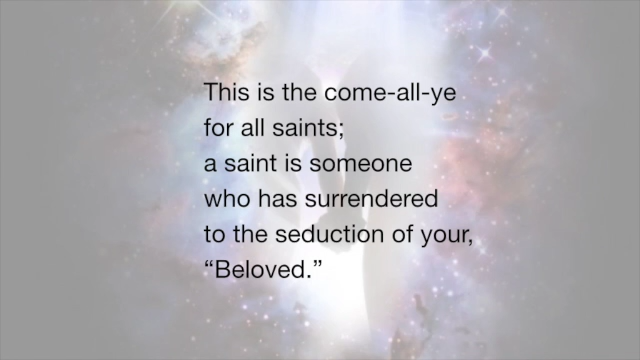 This is the come-all-ye
for all saints;
a saint is someone
who has surrendered
to the seduction of your,
“Beloved.”